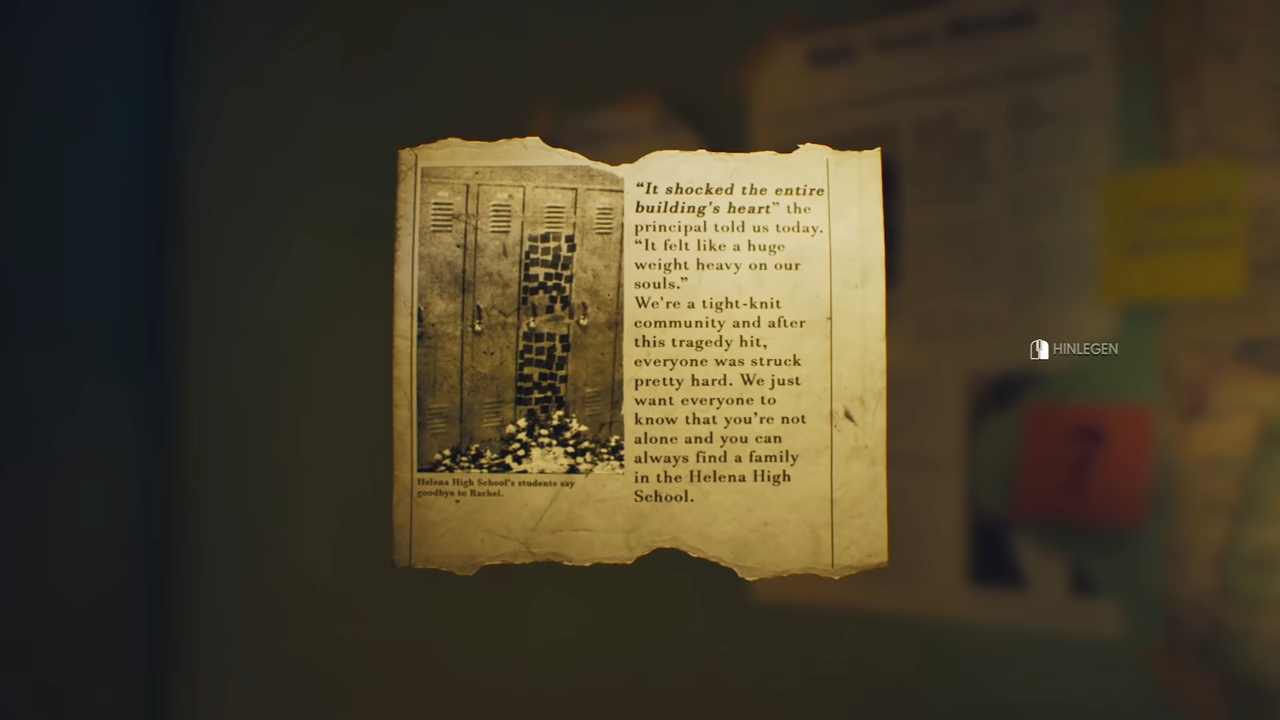 “It shocked the entire
building's heart” the
principal told us today.
“It felt like a huge
weight heavy on our
souls.”
We're a tight-knit
community and after
this tragedy hit,
everyone was struck
pretty hard. We just
want everyone to
know that you're not
alone and you can
always find a family
in the Helena High
School.
Helena High School's students say
goodbye to Rachel.
HINLEGEN